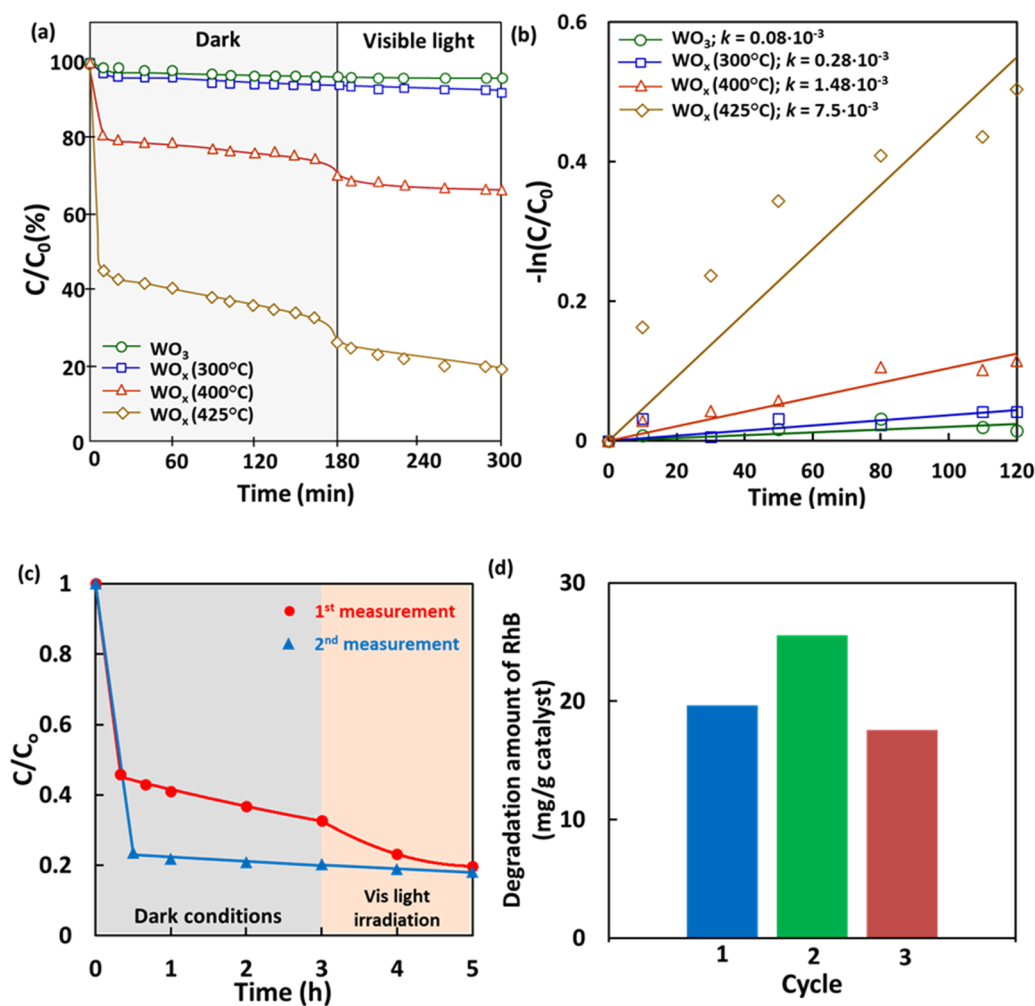 (a)
Dark
Visible light
100
80
60
40
20
0
C/C₀(%)
WO₃
WOₓ (300°C)
WOₓ (400°C)
WOₓ (425°C)
0 60 120 180 240 300
Time (min)
(b)
0.6
0.4
0.2
0
-ln(C/C₀)
WO₃; k = 0.08·10⁻³
WOₓ (300°C); k = 0.28·10⁻³
WOₓ (400°C); k = 1.48·10⁻³
WOₓ (425°C); k = 7.5·10⁻³
0 20 40 60 80 100 120
Time (min)
(c)
1
0.8
0.6
0.4
0.2
0
C/Cₒ
1ˢᵗ measurement
2ⁿᵈ measurement
Dark conditions
Vis light
irradiation
0 1 2 3 4 5
Time (h)
(d)
30
20
10
0
Degradation amount of RhB
(mg/g catalyst)
1 2 3
Cycle